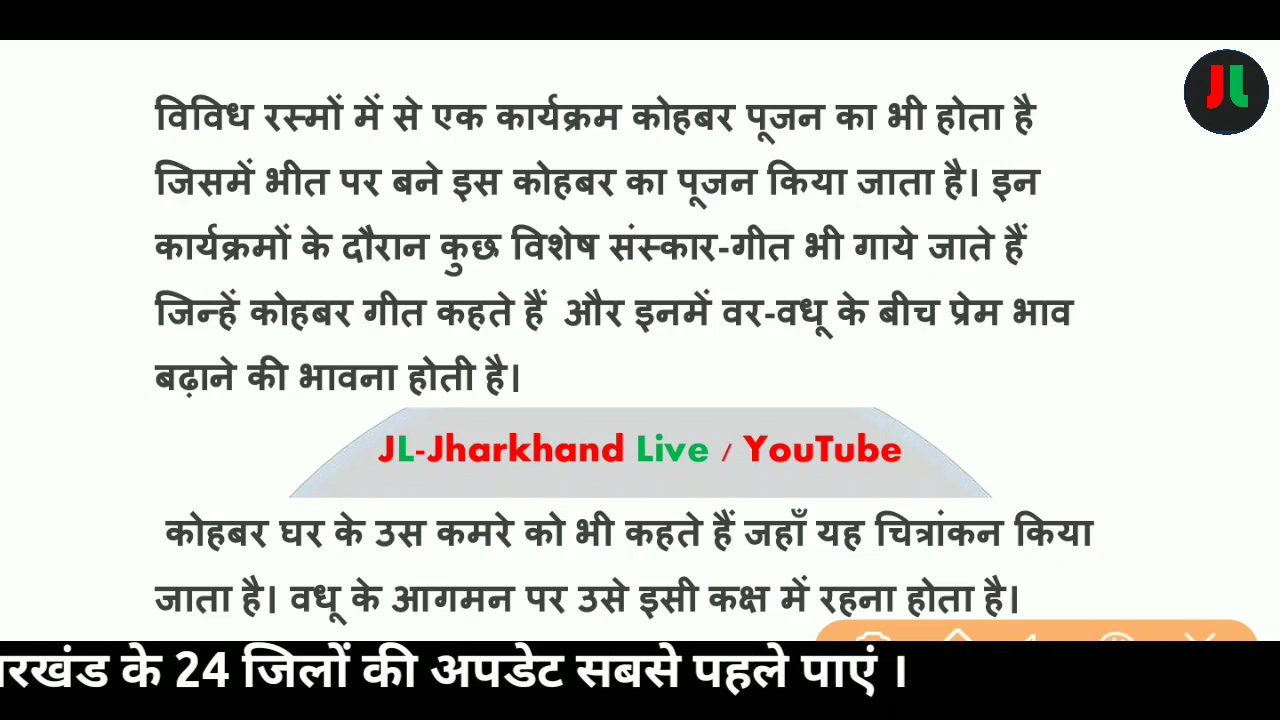 JL
विविध रस्मों में से एक कार्यक्रम कोहबर पूजन का भी होता है
जिसमें भीत पर बने इस कोहबर का पूजन किया जाता है। इन
कार्यक्रमों के दौरान कुछ विशेष संस्कार-गीत भी गाये जाते हैं
जिन्हें कोहबर गीत कहते हैं और इनमें वर-वधू के बीच प्रेम भाव
बढ़ाने की भावना होती है।
JL-Jharkhand Live / YouTube
कोहबर घर के उस कमरे को भी कहते हैं जहाँ यह चित्रांकन किया
जाता है। वधू के आगमन पर उसे इसी कक्ष में रहना होता है।
रखंड के 24 जिलों की अपडेट सबसे पहले पाएं ।